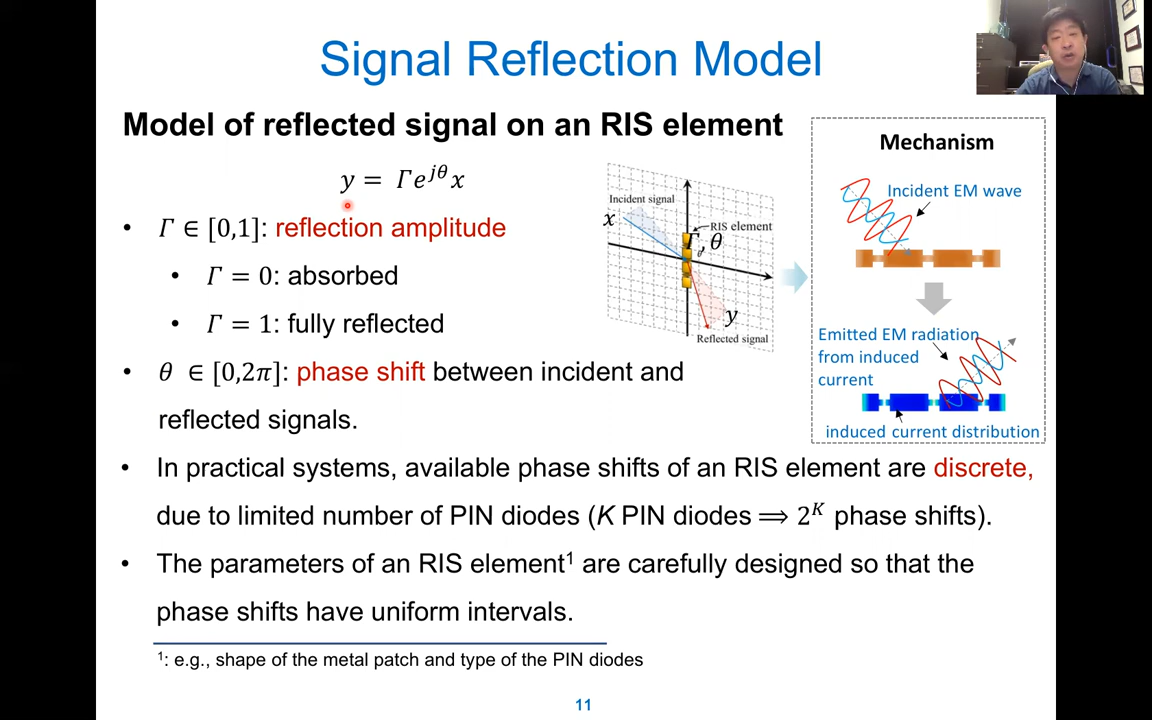 Signal Reflection Model
Model of reflected signal on an RIS element
y = Γe^{jθ}x
• Γ ∈ [0,1]: reflection amplitude
• Γ = 0: absorbed
• Γ = 1: fully reflected
• θ ∈ [0,2π]: phase shift between incident and
reflected signals.
• In practical systems, available phase shifts of an RIS element are discrete,
due to limited number of PIN diodes (K PIN diodes ⟹ 2^K phase shifts).
• The parameters of an RIS element¹ are carefully designed so that the
phase shifts have uniform intervals.
¹: e.g., shape of the metal patch and type of the PIN diodes
11
Incident signal
x
RIS element
Γ, θ
y
Reflected signal
Mechanism
Incident EM wave
Emitted EM radiation
from induced
current
induced current distribution